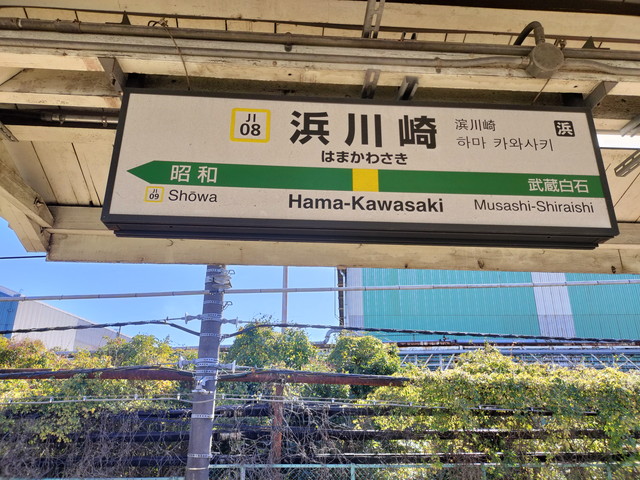 JI
08
浜川崎
はまかわさき
滨川崎
하마 카와사키
浜
昭和
武蔵白石
JI
09
Shōwa
Hama-Kawasaki
Musashi-Shiraishi